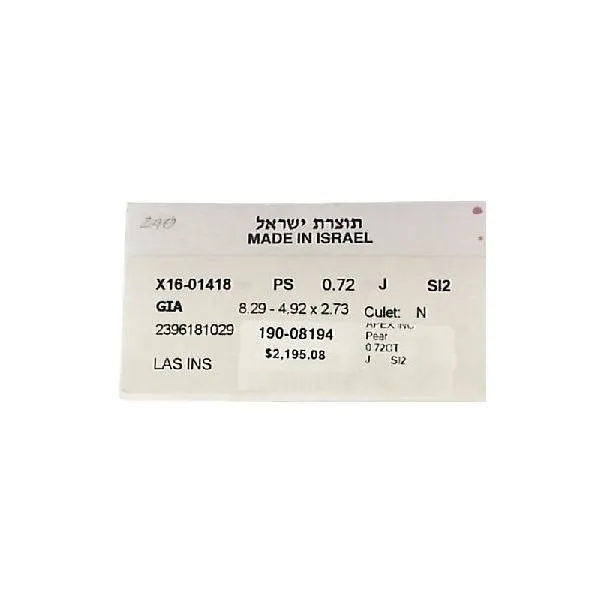 240
תוצרת ישראל
MADE IN ISRAEL
X16-01418 PS 0.72 J SI2
GIA 8.29 - 4.92 x 2.73 Culet: N
2396181029 190-08194 APEX INC
Pear
$2,195.08 0.72CT
LAS INS J SI2